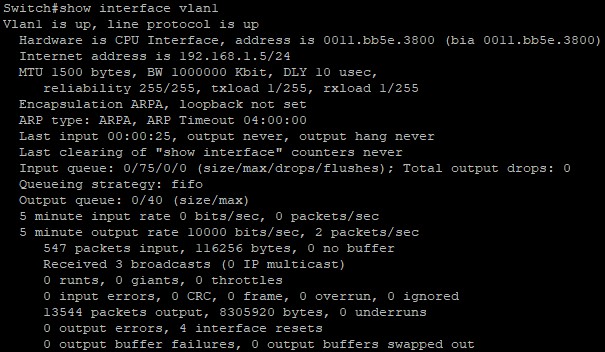 Switch#show interface vlan1
Vlan1 is up, line protocol is up
Hardware is CPU Interface, address is 0011.bb5e.3800 (bia 0011.bb5e.3800)
Internet address is 192.168.1.5/24
MTU 1500 bytes, BW 1000000 Kbit, DLY 10 usec,
reliability 255/255, txload 1/255, rxload 1/255
Encapsulation ARPA, loopback not set
ARP type: ARPA, ARP Timeout 04:00:00
Last input 00:00:25, output never, output hang never
Last clearing of "show interface" counters never
Input queue: 0/75/0/0 (size/max/drops/flushes); Total output drops: 0
Queueing strategy: fifo
Output queue: 0/40 (size/max)
5 minute input rate 0 bits/sec, 0 packets/sec
5 minute output rate 10000 bits/sec, 2 packets/sec
547 packets input, 116256 bytes, 0 no buffer
Received 3 broadcasts (0 IP multicast)
0 runts, 0 giants, 0 throttles
0 input errors, 0 CRC, 0 frame, 0 overrun, 0 ignored
13544 packets output, 8305920 bytes, 0 underruns
0 output errors, 4 interface resets
0 output buffer failures, 0 output buffers swapped out